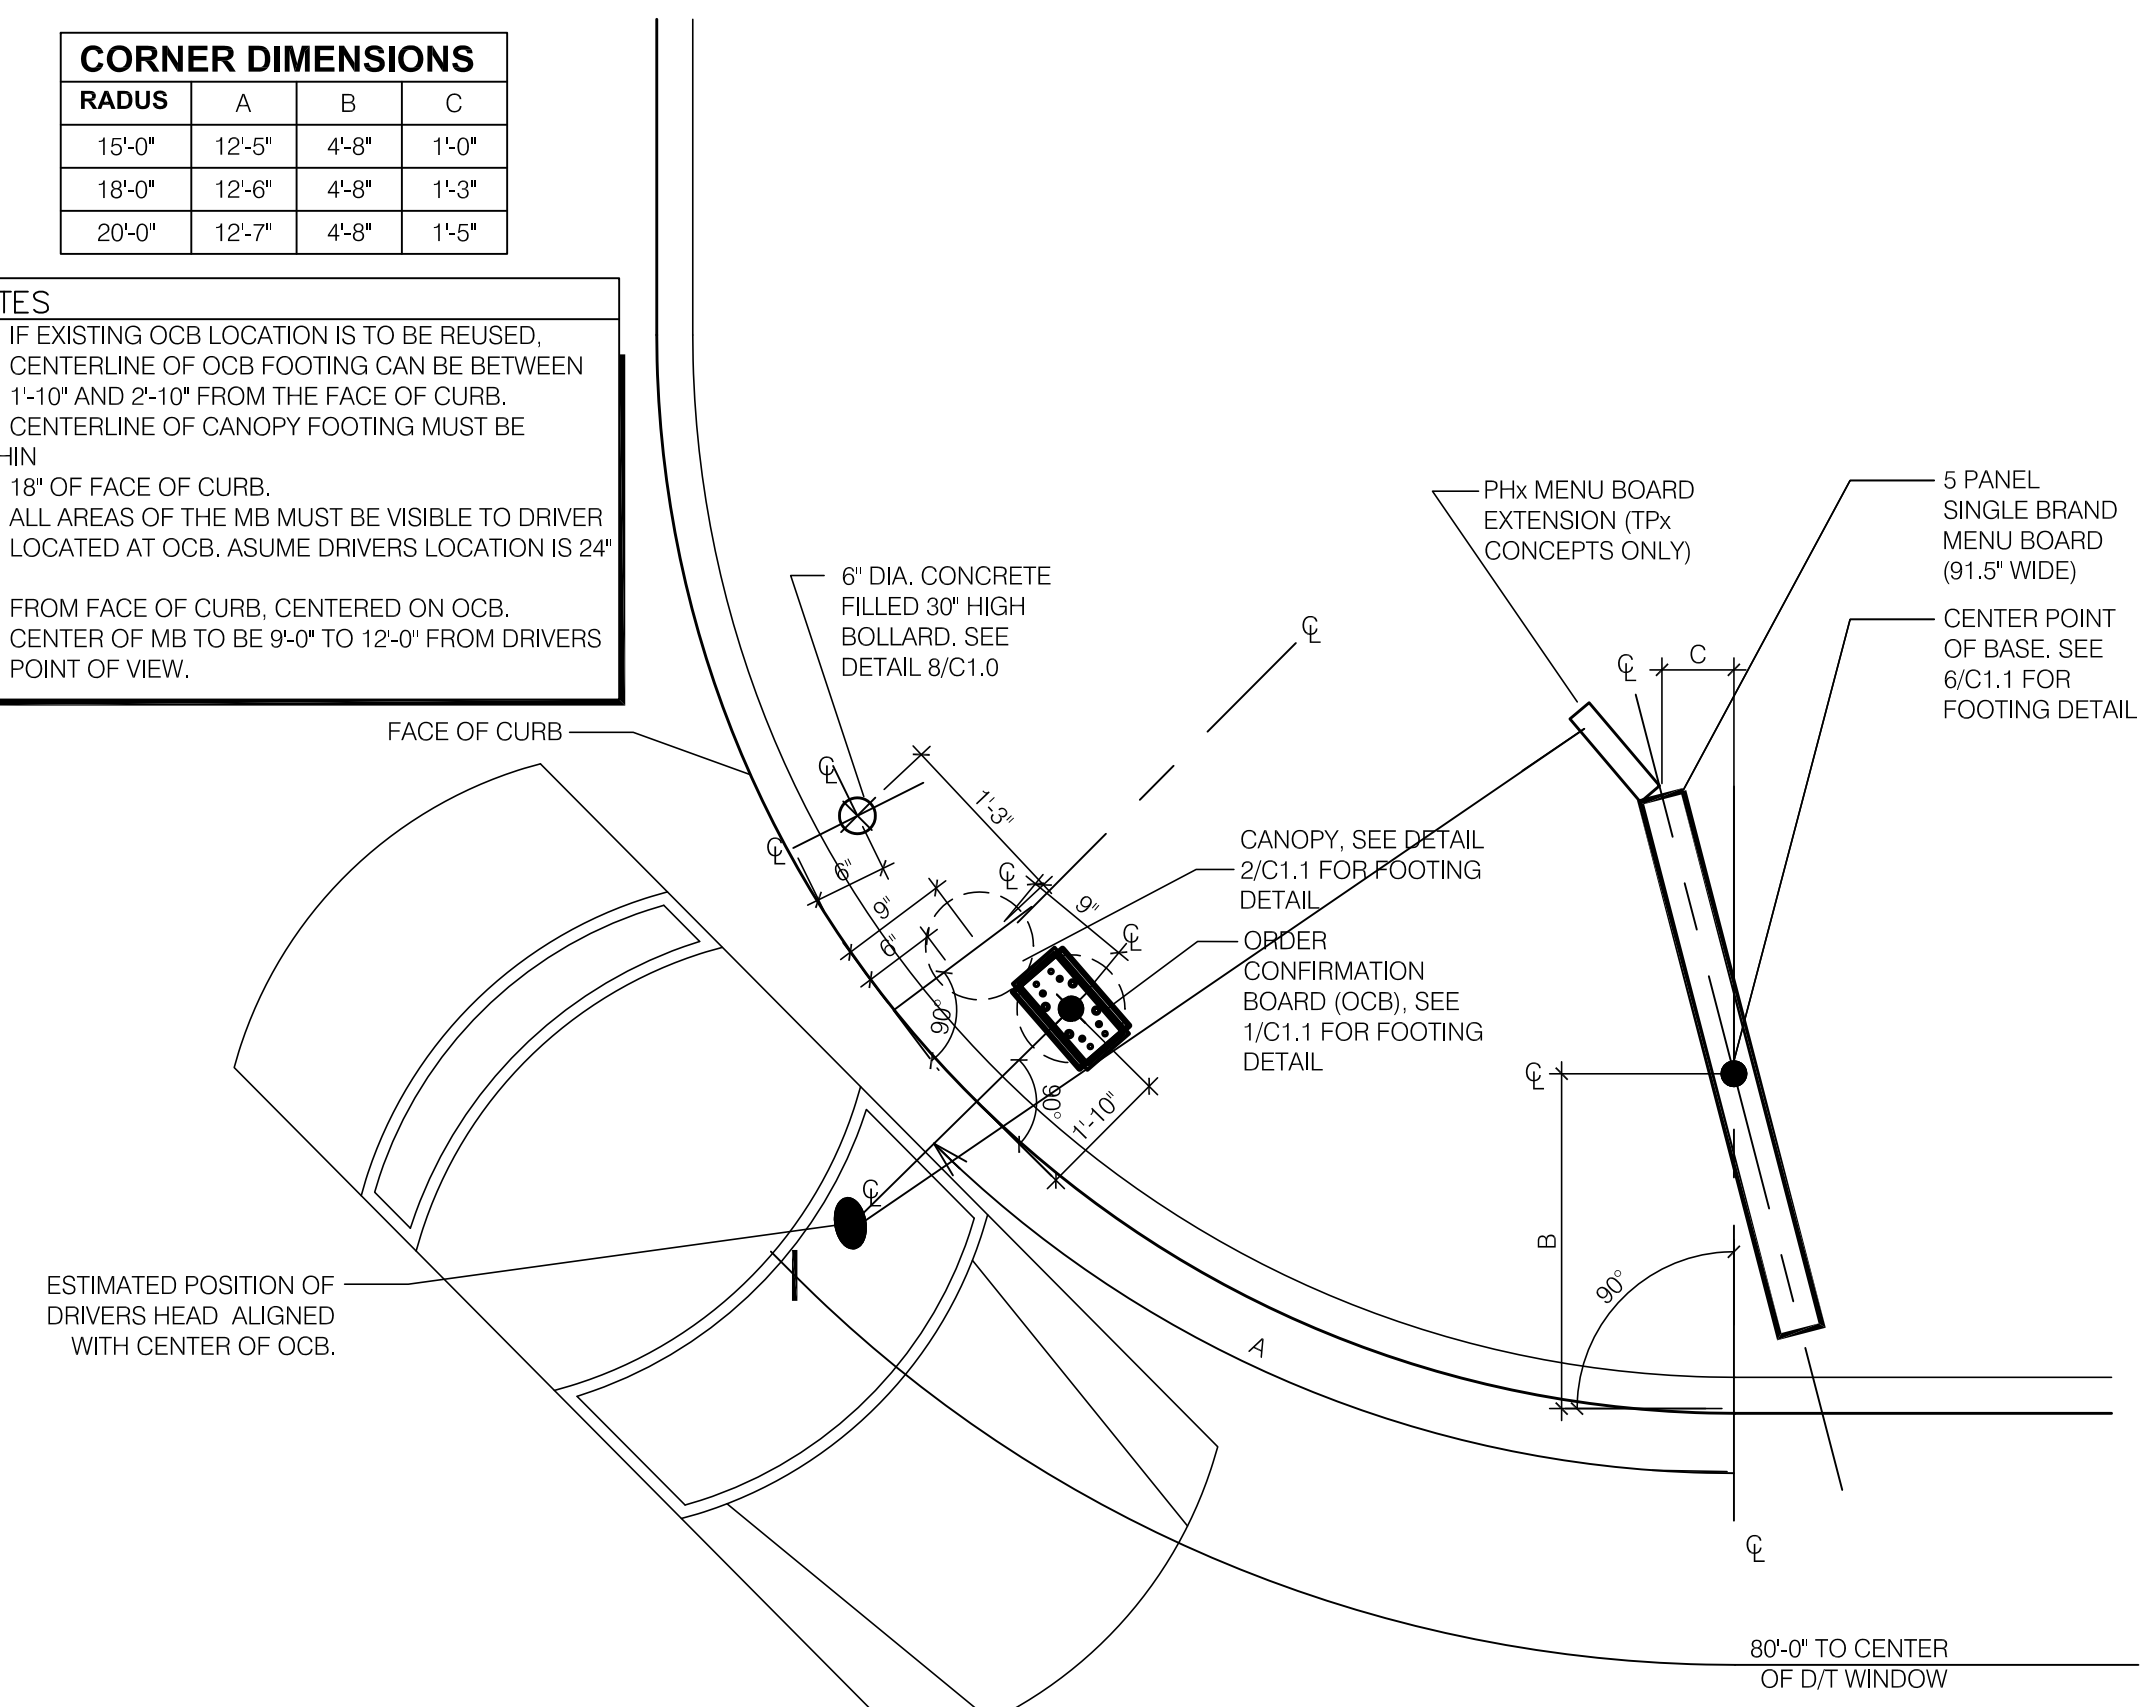 CORNER DIMENSIONS
RADUS A B C
15'-0" 12'-5" 4'-8" 1'-0"
18'-0" 12'-6" 4'-8" 1'-3"
20'-0" 12'-7" 4'-8" 1'-5"
TES
IF EXISTING OCB LOCATION IS TO BE REUSED,
CENTERLINE OF OCB FOOTING CAN BE BETWEEN
1'-10" AND 2'-10" FROM THE FACE OF CURB.
CENTERLINE OF CANOPY FOOTING MUST BE
HIN
18" OF FACE OF CURB.
ALL AREAS OF THE MB MUST BE VISIBLE TO DRIVER
LOCATED AT OCB. ASUME DRIVERS LOCATION IS 24"
FROM FACE OF CURB, CENTERED ON OCB.
CENTER OF MB TO BE 9'-0" TO 12'-0" FROM DRIVERS
POINT OF VIEW.
FACE OF CURB
6" DIA. CONCRETE
FILLED 30" HIGH
BOLLARD. SEE
DETAIL 8/C1.0
PHx MENU BOARD
EXTENSION (TPx
CONCEPTS ONLY)
5 PANEL
SINGLE BRAND
MENU BOARD
(91.5" WIDE)
CENTER POINT
OF BASE. SEE
6/C1.1 FOR
FOOTING DETAIL
℄
℄
C
℄
℄
1'-3"
6"
9"
6"
℄
9"
℄
90°
CANOPY, SEE DETAIL
2/C1.1 FOR FOOTING
DETAIL
ORDER
CONFIRMATION
BOARD (OCB), SEE
1/C1.1 FOR FOOTING
DETAIL
90°
1'-10"
℄
℄
B
90°
A
ESTIMATED POSITION OF
DRIVERS HEAD ALIGNED
WITH CENTER OF OCB.
℄
80'-0" TO CENTER
OF D/T WINDOW